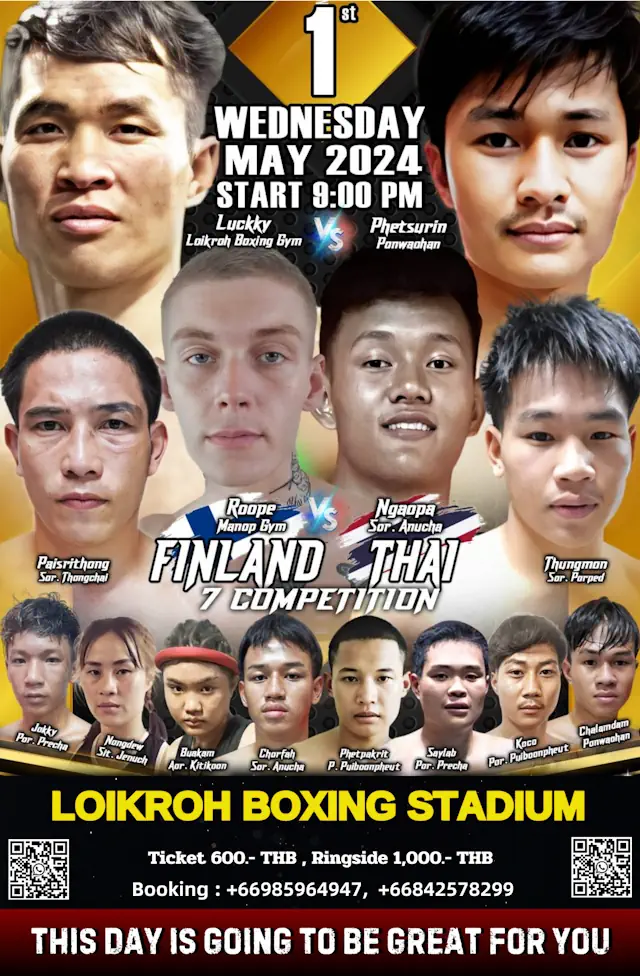 1st
WEDNESDAY
MAY 2024
START 9:00 PM
Luckky
Loikroh Boxing Gym
VS
Phetsurin
Ponwaohan
Roope
Manop Gym
VS
Ngaopa
Sor. Anucha
Paisrithong
Sor. Thongchai
FINLAND THAI
7 COMPETITION
Thungmon
Sor. Parped
Jokky
Por. Precha
Nongdew
Sit. Jenuch
Buakam
Aor. Kitikoon
Chorfah
Sor. Anucha
Phetpakrit
P. Puiboonpheut
Saylab
Por. Precha
Koco
Por. Puiboonpheut
Chalamdam
Ponwaohan
LOIKROH BOXING STADIUM
Ticket 600.- THB , Ringside 1,000.- THB
Booking : +66985964947, +66842578299
THIS DAY IS GOING TO BE GREAT FOR YOU